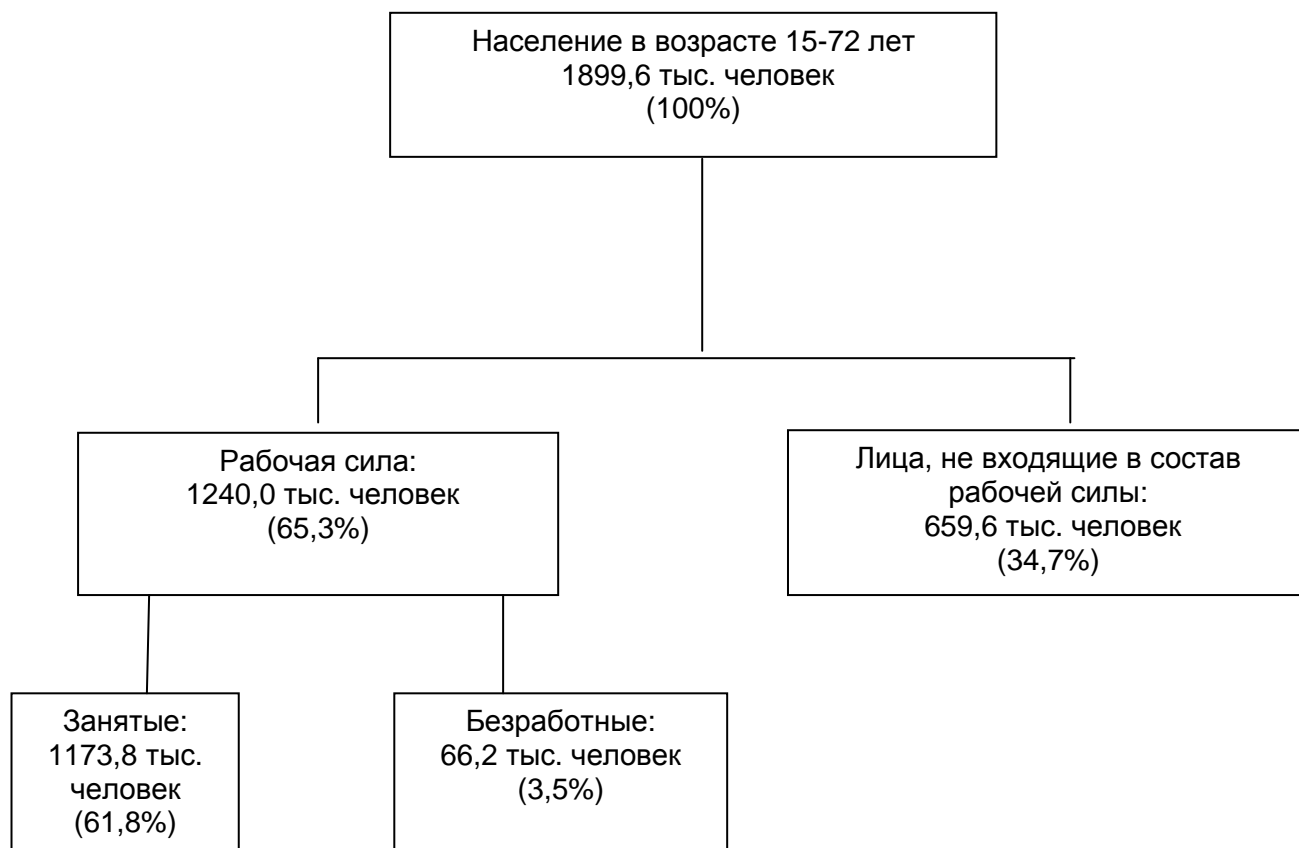 Население в возрасте 15-72 лет
1899,6 тыс. человек
(100%)
Рабочая сила:
1240,0 тыс. человек
(65,3%)
Лица, не входящие в состав
рабочей силы:
659,6 тыс. человек
(34,7%)
Занятые:
1173,8 тыс.
человек
(61,8%)
Безработные:
66,2 тыс. человек
(3,5%)